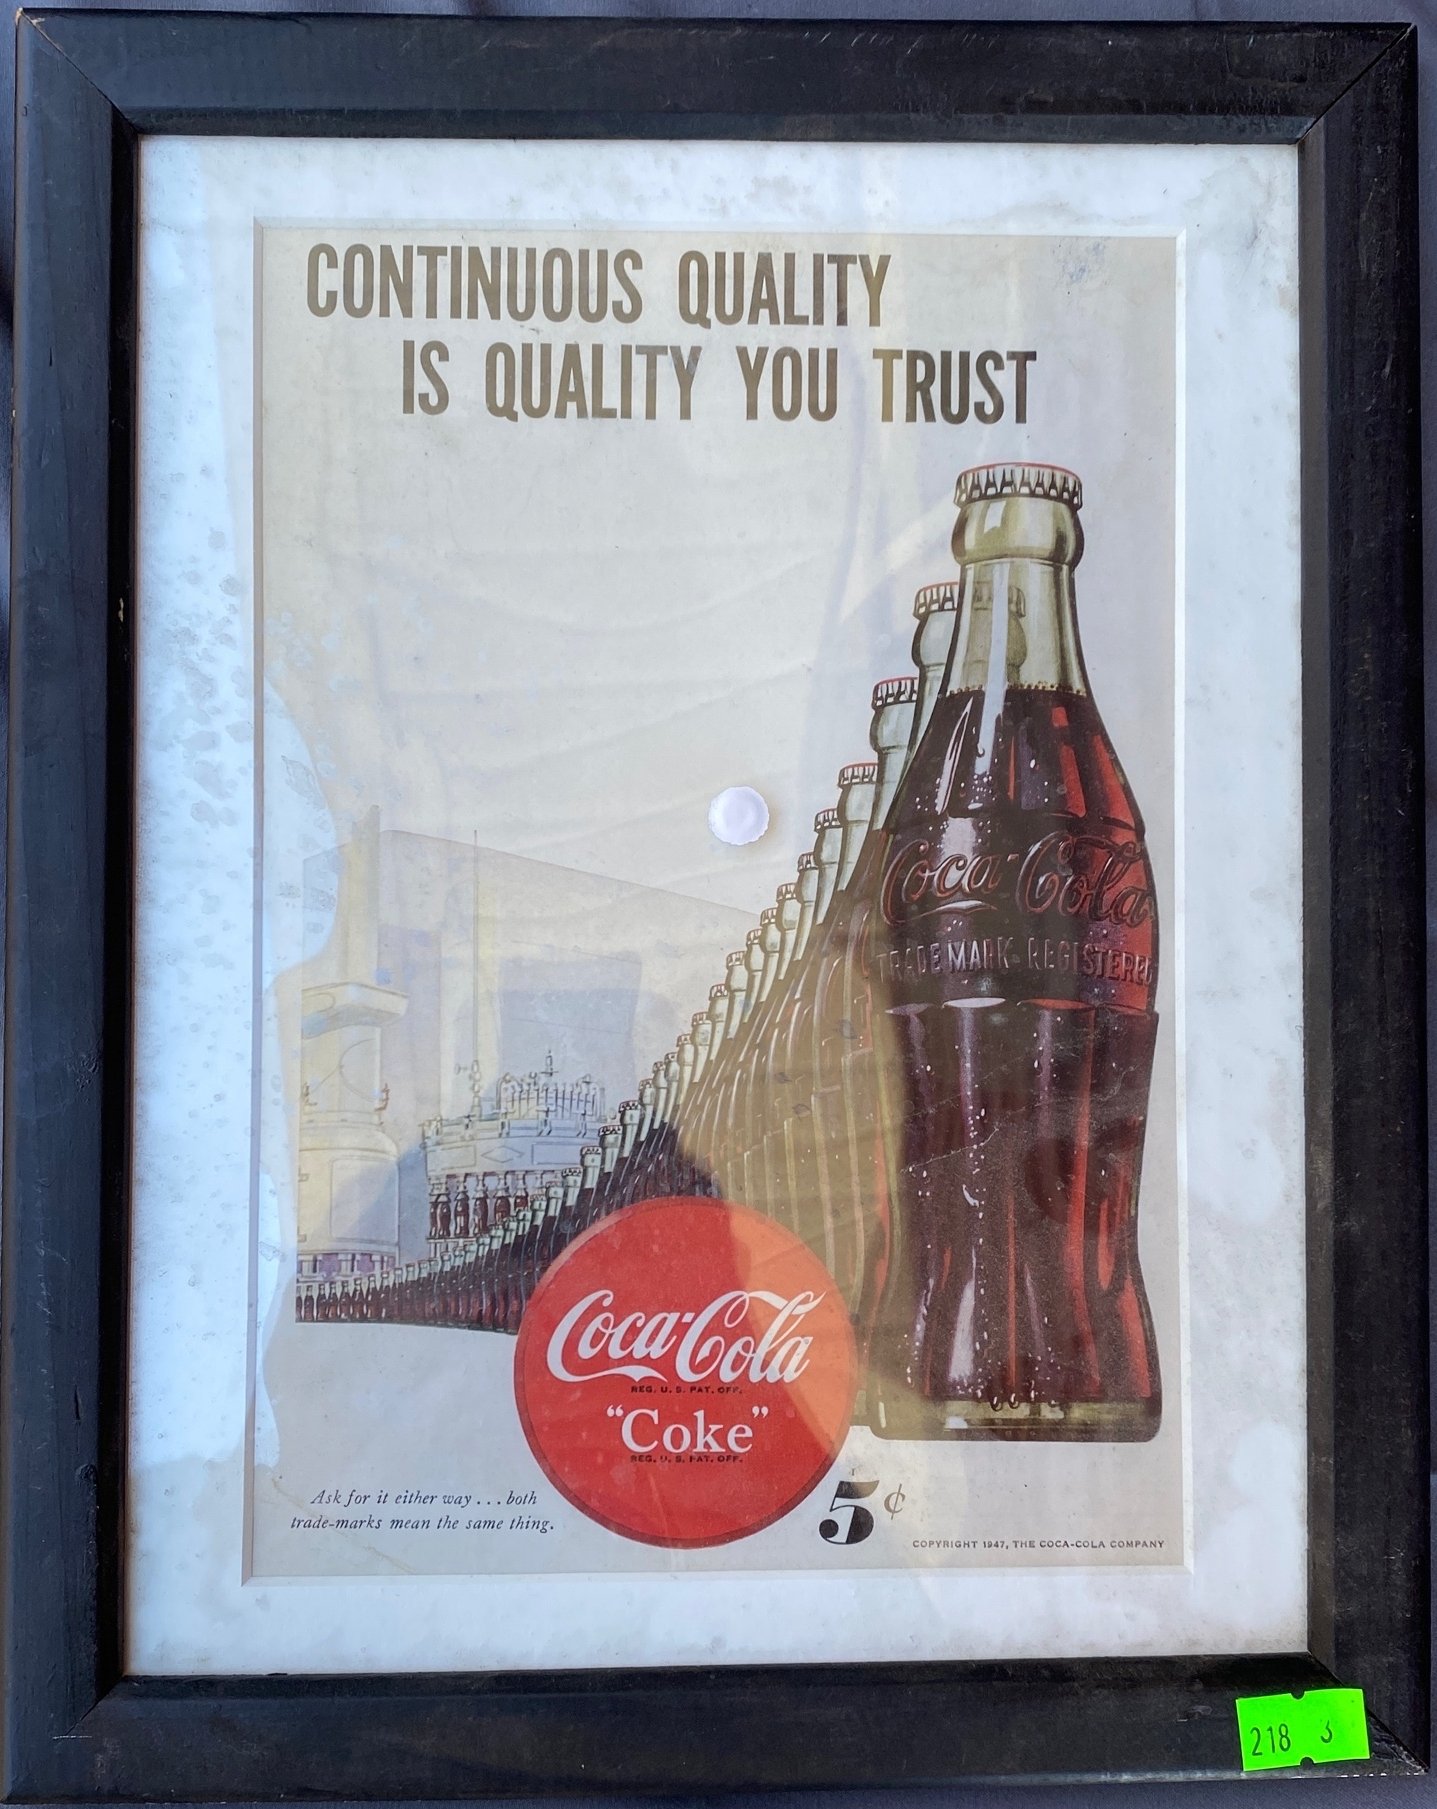 CONTINUOUS QUALITY
IS QUALITY YOU TRUST
Coca-Cola
TRADE MARK REGISTERED
Coca-Cola
REG. U. S. PAT. OFF.
"Coke"
REG. U. S. PAT. OFF.
Ask for it either way . . . both
trade-marks mean the same thing.
5¢
COPYRIGHT 1947, THE COCA-COLA COMPANY
218 3